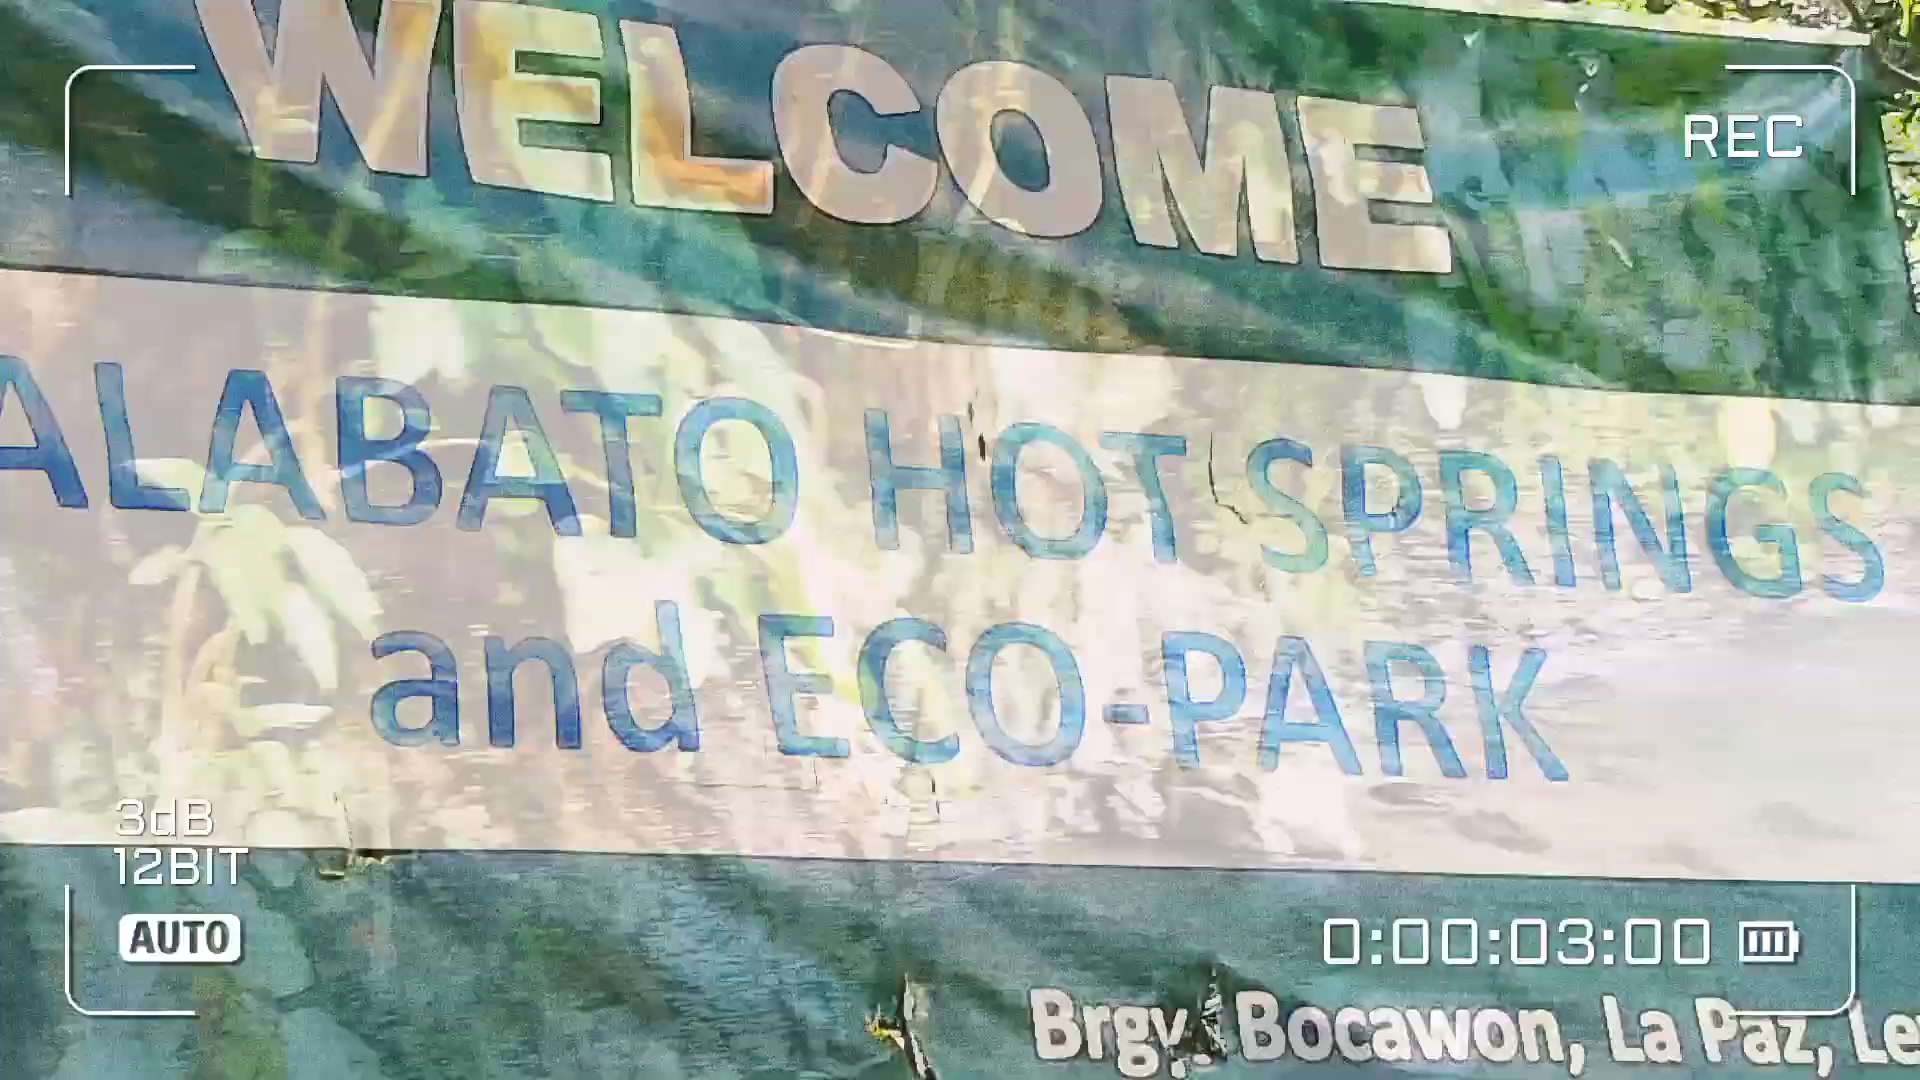 WELCOME
REC
ALABATO HOT SPRINGS
and ECO-PARK
3dB
12BIT
AUTO
0:00:03:00
Brgy. Bocawon, La Paz, Le